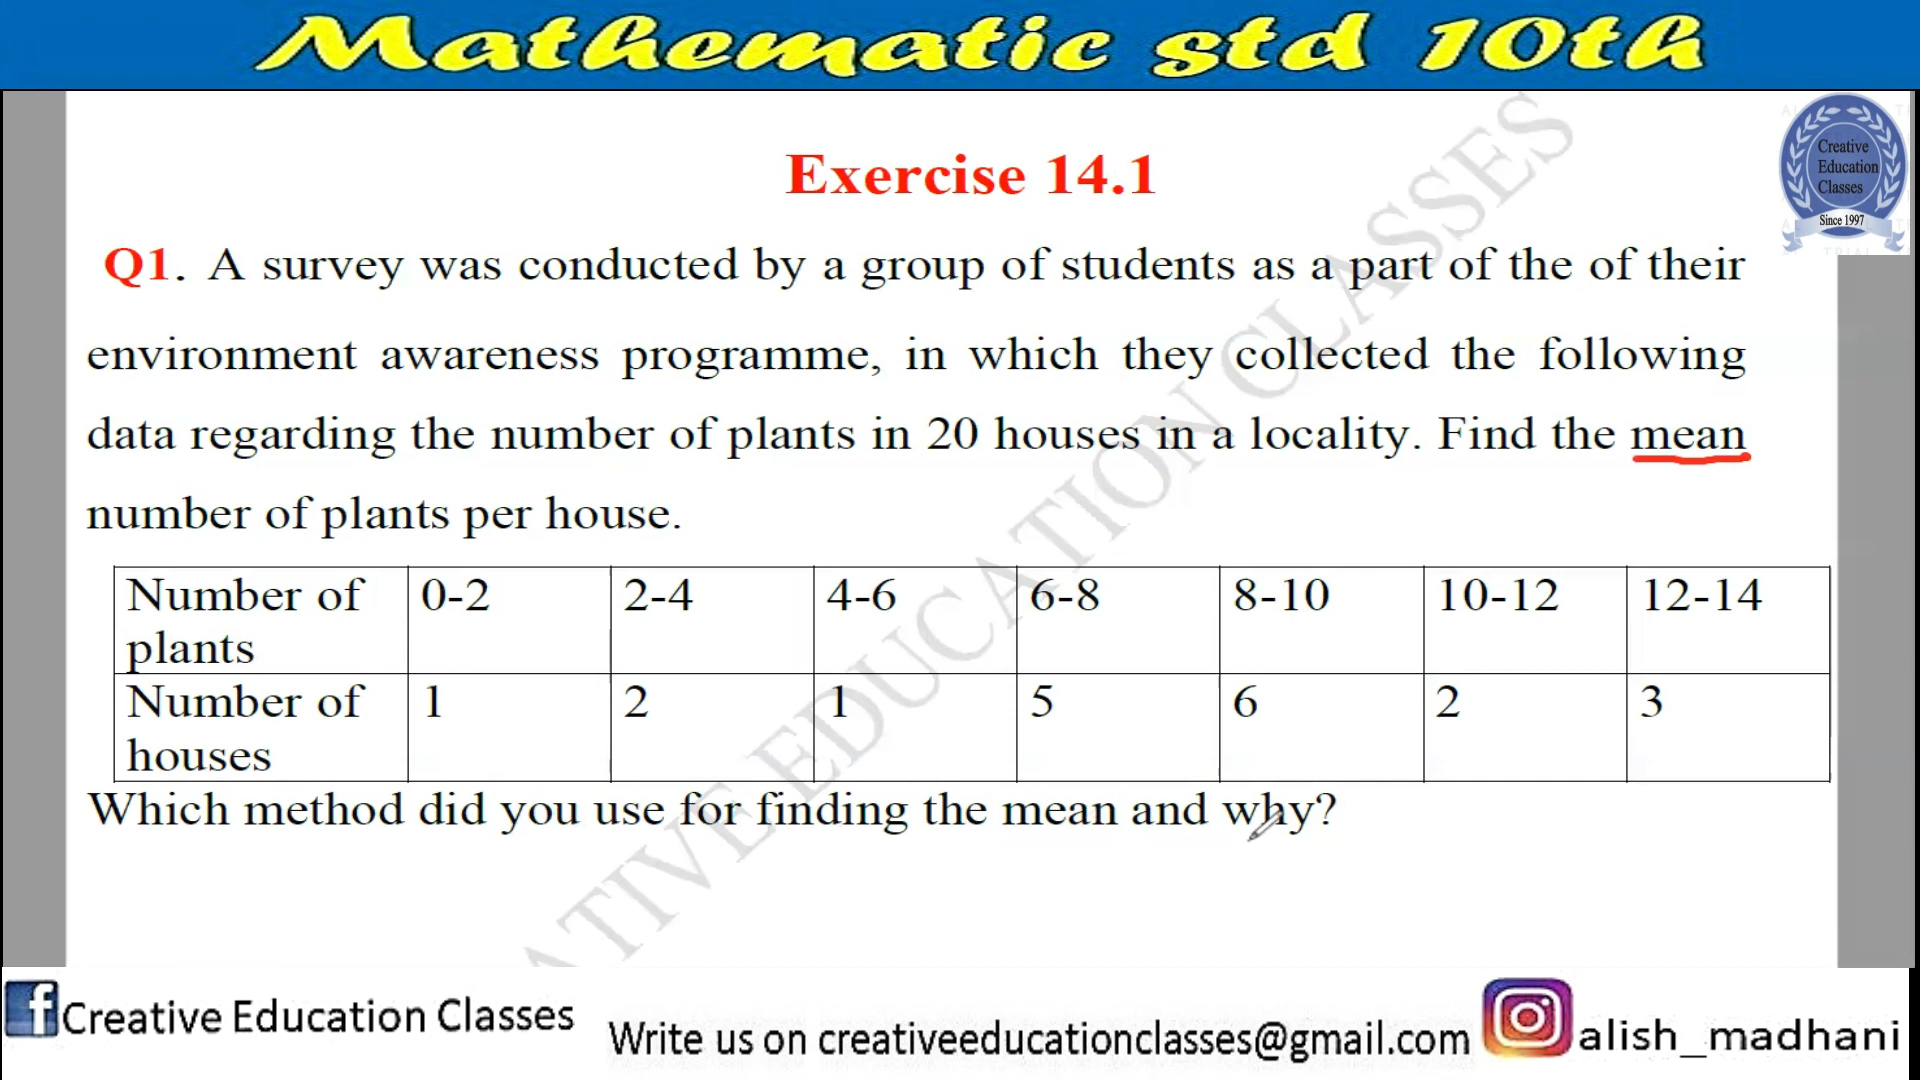 Mathematic std 10th
Creative
Education
Classes
Since 1997
Exercise 14.1
Q1. A survey was conducted by a group of students as a part of the of their
environment awareness programme, in which they collected the following
data regarding the number of plants in 20 houses in a locality. Find the mean
number of plants per house.
Number of plants 0-2 2-4 4-6 6-8 8-10 10-12 12-14
Number of houses 1 2 1 5 6 2 3
Which method did you use for finding the mean and why?
ATIVE EDUCATION CLASSES
Creative Education Classes
Write us on creativeeducationclasses@gmail.com
alish_madhani